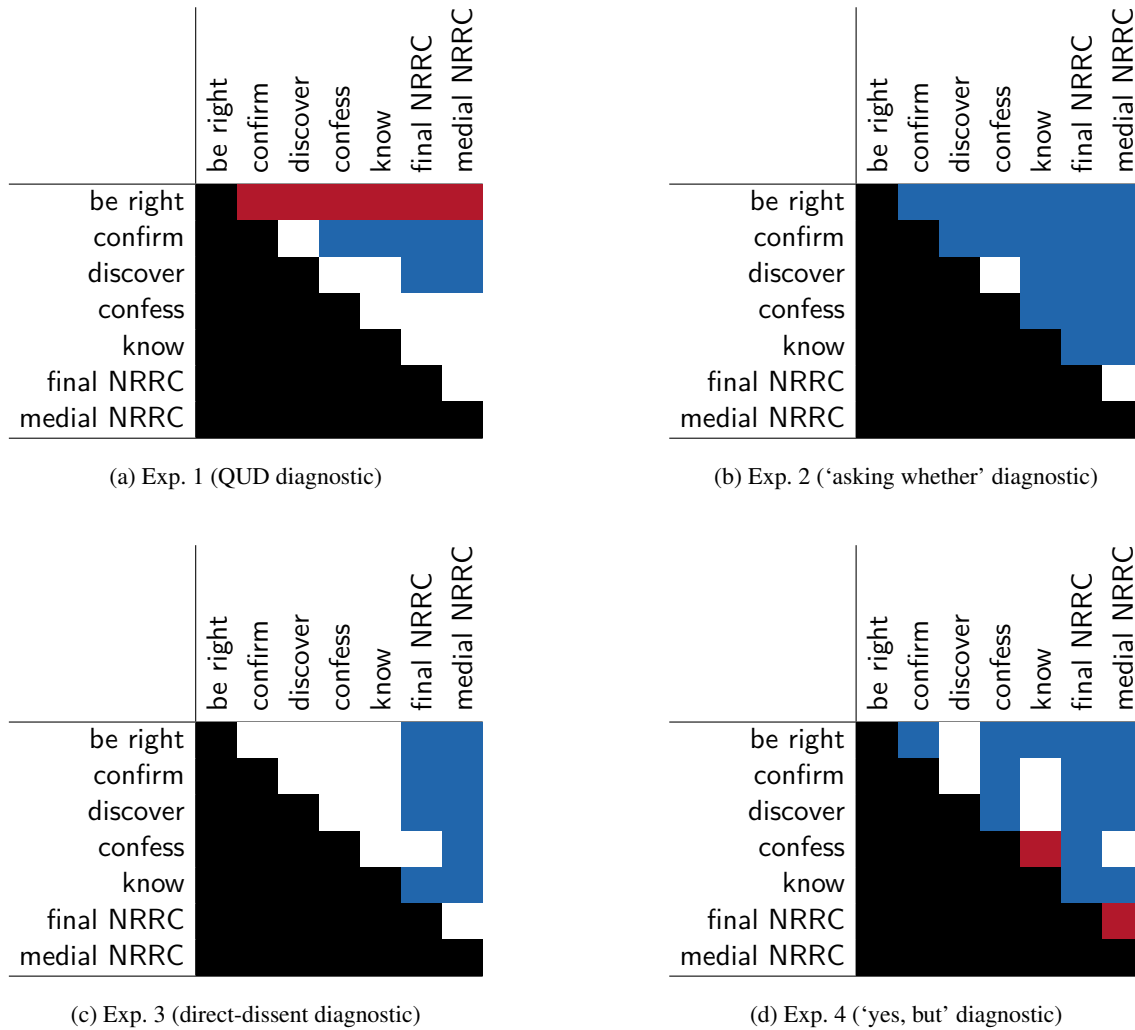 be right
confirm
discover
confess
know
final NRRC
medial NRRC
be right
confirm
discover
confess
know
final NRRC
medial NRRC
(a) Exp. 1 (QUD diagnostic)
be right
confirm
discover
confess
know
final NRRC
medial NRRC
be right
confirm
discover
confess
know
final NRRC
medial NRRC
(b) Exp. 2 (‘asking whether’ diagnostic)
be right
confirm
discover
confess
know
final NRRC
medial NRRC
be right
confirm
discover
confess
know
final NRRC
medial NRRC
(c) Exp. 3 (direct-dissent diagnostic)
be right
confirm
discover
confess
know
final NRRC
medial NRRC
be right
confirm
discover
confess
know
final NRRC
medial NRRC
(d) Exp. 4 (‘yes, but’ diagnostic)